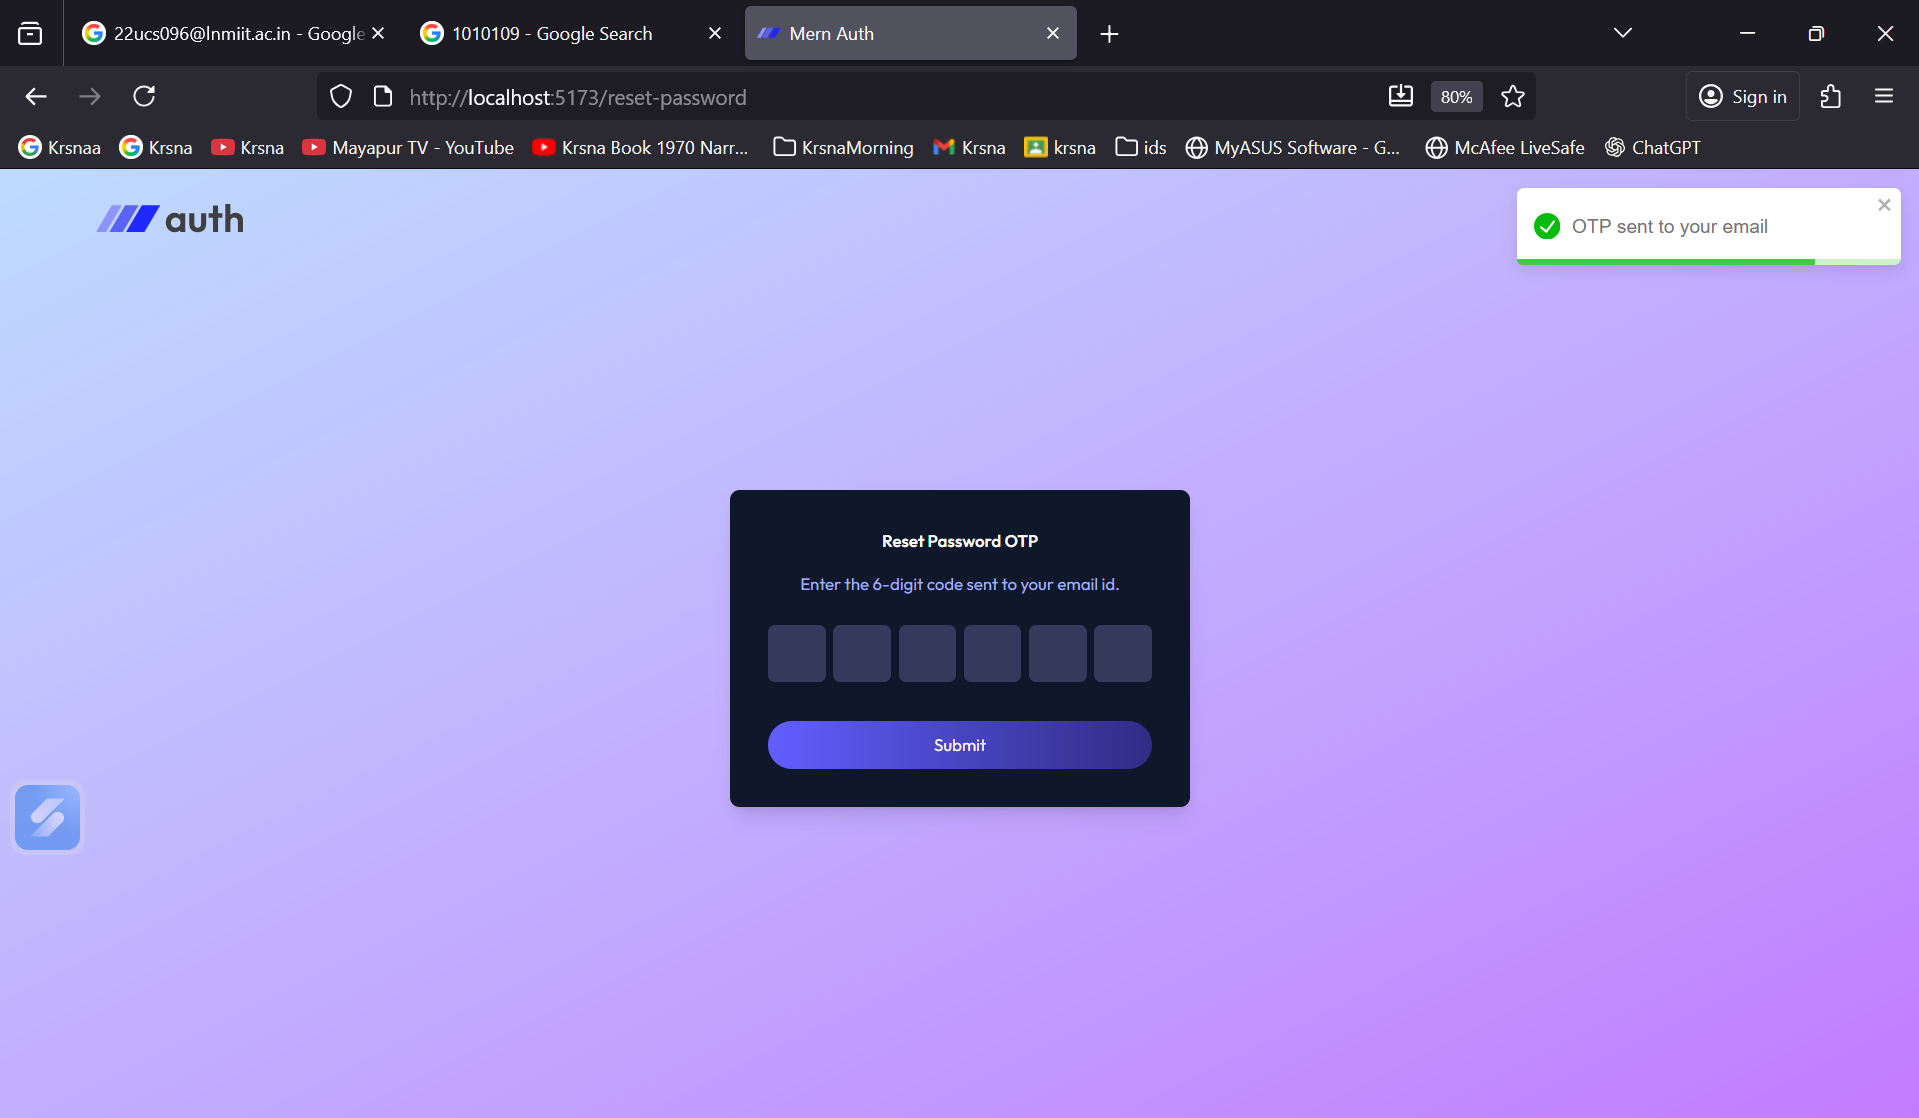 22ucs096@lnmiit.ac.in - Google
1010109 - Google Search
Mern Auth
http://localhost:5173/reset-password
80%
Sign in
Krsnaa
Krsna
Krsna
Mayapur TV - YouTube
Krsna Book 1970 Narr...
KrsnaMorning
Krsna
krsna
ids
MyASUS Software - G...
McAfee LiveSafe
ChatGPT
auth
OTP sent to your email
Reset Password OTP
Enter the 6-digit code sent to your email id.
Submit